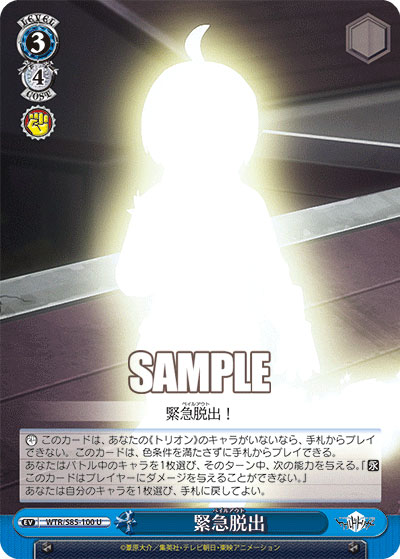 LEVEL
3
4
COST
SAMPLE
ベイルアウト
緊急脱出！
このカードは、あなたの《トリオン》のキャラがいないなら、手札からプレイ
できない。このカードは、色条件を満たさずに手札からプレイできる。
あなたはバトル中のキャラを1枚選び、そのターン中、次の能力を与える。『永
このカードはプレイヤーにダメージを与えることができない。』
あなたは自分のキャラを1枚選び、手札に戻してよい。
EV WTR/S85-100 U
ベイルアウト
緊急脱出
©葦原大介／集英社・テレビ朝日・東映アニメーション